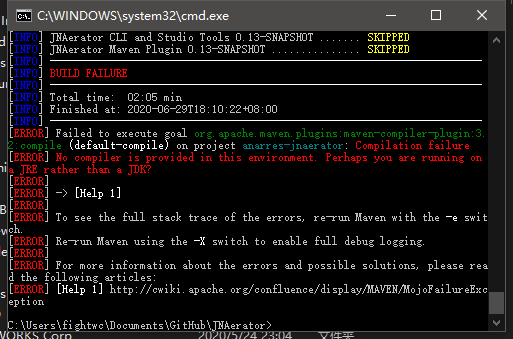 C:\WINDOWS\system32\cmd.exe
[INFO] JNAerator CLI and Studio Tools 0.13-SNAPSHOT ....... SKIPPED
[INFO] JNAerator Maven Plugin 0.13-SNAPSHOT .............. SKIPPED
[INFO]
[INFO] BUILD FAILURE
[INFO]
[INFO] Total time:  02:05 min
[INFO] Finished at: 2020-06-29T18:10:22+08:00
[INFO]
[ERROR] Failed to execute goal org.apache.maven.plugins:maven-compiler-plugin:3.
2:compile (default-compile) on project anarres-jnaerator: Compilation failure
[ERROR] No compiler is provided in this environment. Perhaps you are running on
a JRE rather than a JDK?
[ERROR]
[ERROR] -> [Help 1]
[ERROR]
[ERROR] To see the full stack trace of the errors, re-run Maven with the -e swit
ch.
[ERROR] Re-run Maven using the -X switch to enable full debug logging.
[ERROR]
[ERROR] For more information about the errors and possible solutions, please rea
d the following articles:
[ERROR] [Help 1] http://cwiki.apache.org/confluence/display/MAVEN/MojoFailureExc
eption
C:\Users\fightwc\Documents\GitHub\JNAerator>
WORKS Corp 2020/5/24 23:04 文件夹